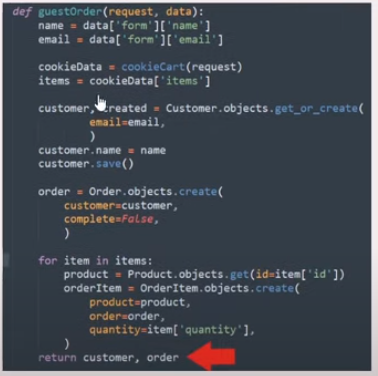 def guestOrder(request, data):
    name = data['form']['name']
    email = data['form']['email']

    cookieData = cookieCart(request)
    items = cookieData['items']

    customer, created = Customer.objects.get_or_create(
            email=email,
            )
    customer.name = name
    customer.save()

    order = Order.objects.create(
        customer=customer,
        complete=False,
        )

    for item in items:
        product = Product.objects.get(id=item['id'])
        orderItem = OrderItem.objects.create(
            product=product,
            order=order,
            quantity=item['quantity'],
        )
    return customer, order